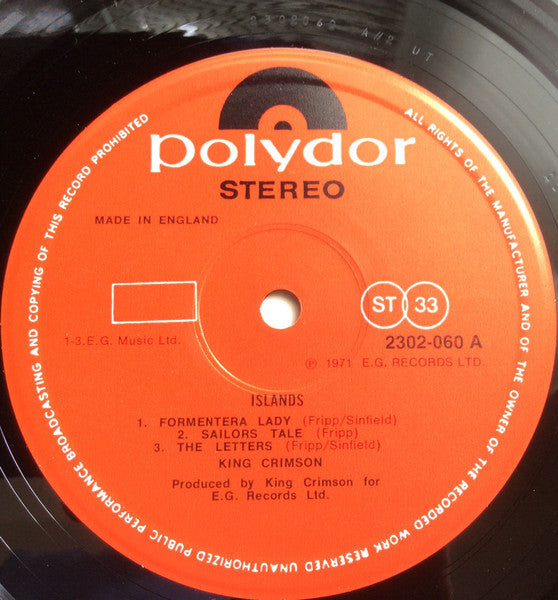 2302060 A//2 UT
ALL RIGHTS OF THE MANUFACTURER AND OF THE OWNER OF THE RECORDED WORK RESERVED UNAUTHORIZED PUBLIC PERFORMANCE BROADCASTING AND COPYING OF THIS RECORD PROHIBITED
polydor
STEREO
MADE IN ENGLAND
ST 33
1-3.E.G. Music Ltd.
2302-060 A
℗ 1971 E.G. RECORDS LTD.
ISLANDS
1. FORMENTERA LADY (Fripp/Sinfield)
2. SAILORS TALE (Fripp)
3. THE LETTERS (Fripp/Sinfield)
KING CRIMSON
Produced by King Crimson for
E.G. Records Ltd.